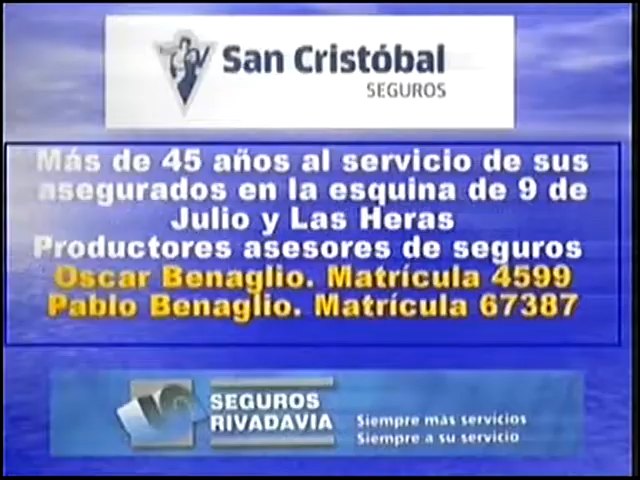 San Cristóbal
SEGUROS
Más de 45 años al servicio de sus
asegurados en la esquina de 9 de
Julio y Las Heras
Productores asesores de seguros
Oscar Benaglio. Matrícula 4599
Pablo Benaglio. Matrícula 67387
SEGUROS
RIVADAVIA
Siempre más servicios
Siempre a su servicio